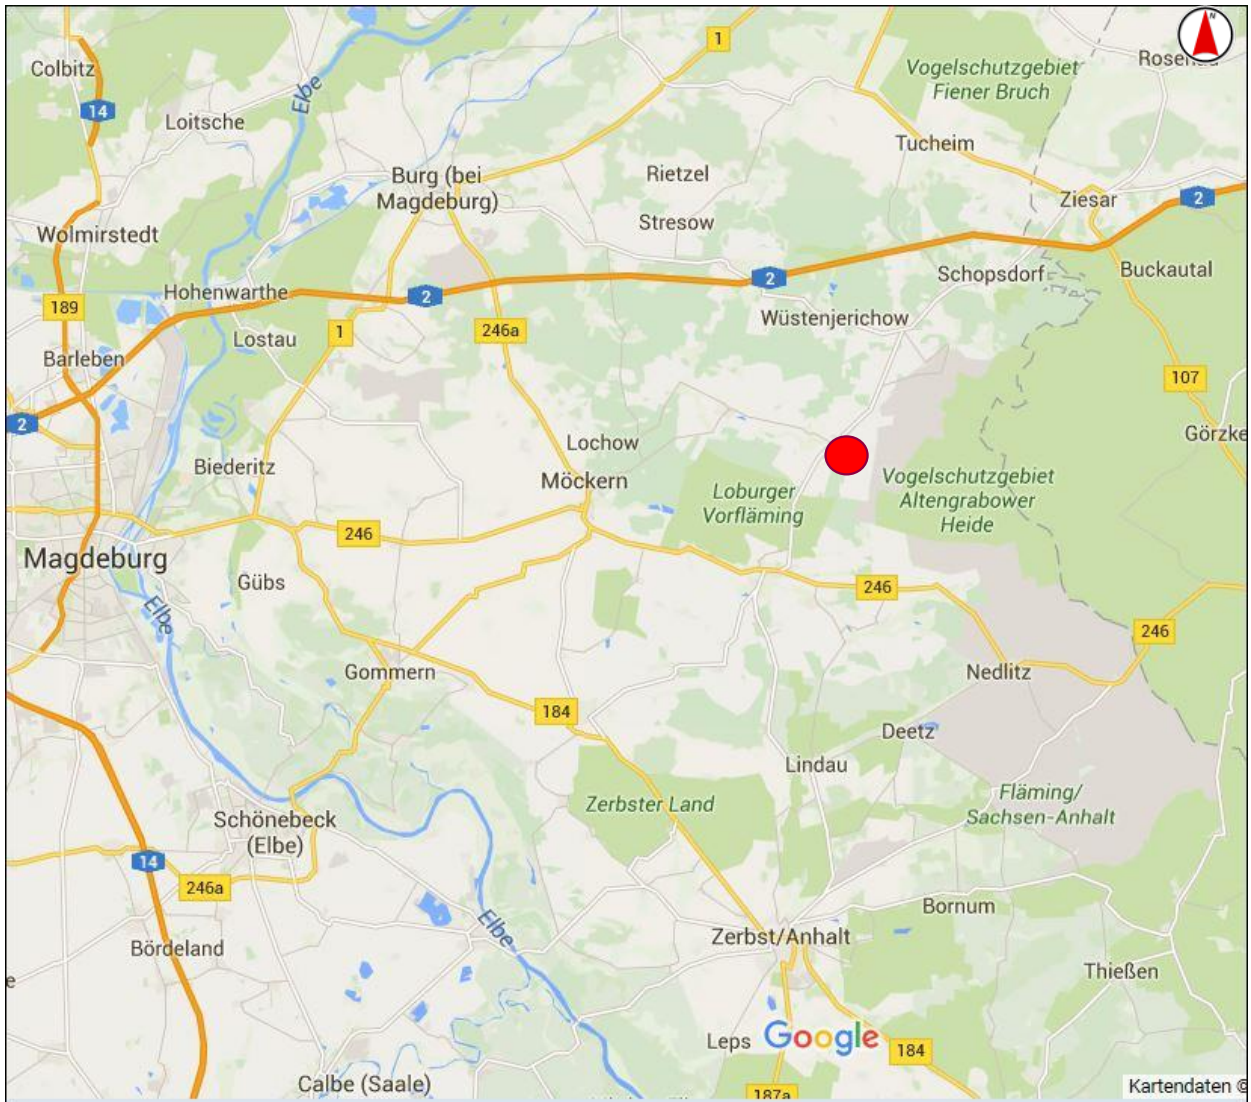 N
1
Colbitz
Vogelschutzgebiet
Fiener Bruch
Elbe
14
Loitsche
Tucheim
Burg (bei
Magdeburg)
Rietzel
Ziesar
2
Stresow
Wolmirstedt
Schopsdorf
Buckautal
2
Hohenwarthe
2
189
Wüstenjerichow
1
246a
Lostau
Barleben
107
2
Lochow
Görzke
Biederitz
Möckern
Loburger
Vorfläming
Vogelschutzgebiet
Altengrabower
Heide
246
Magdeburg
Gübs
246
Elbe
246
Gommern
Nedlitz
184
Deetz
Lindau
Zerbster Land
Fläming/
Sachsen-Anhalt
Schönebeck
(Elbe)
14
246a
Bornum
Elbe
Zerbst/Anhalt
Bördeland
Thießen
e
Leps
Google
184
Calbe (Saale)
187a
Kartendaten ©